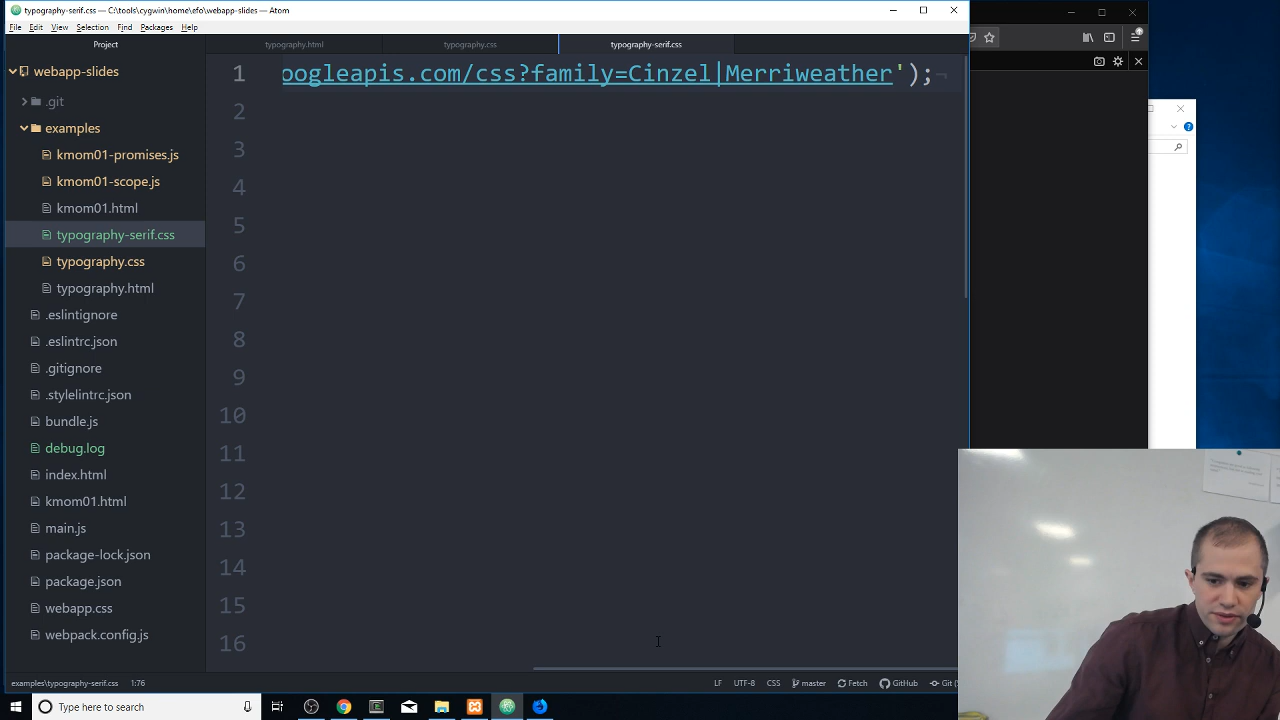 typography-serif.css — C:\tools\cygwin\home\efo\webapp-slides — Atom
File Edit View Selection Find Packages Help
Project
typography.html
typography.css
typography-serif.css
webapp-slides
.git
examples
kmom01-promises.js
kmom01-scope.js
kmom01.html
typography-serif.css
typography.css
typography.html
.eslintignore
.eslintrc.json
.gitignore
.stylelintrc.json
bundle.js
debug.log
index.html
kmom01.html
main.js
package-lock.json
package.json
webapp.css
webpack.config.js
1 oogleapis.com/css?family=Cinzel|Merriweather');¬
2
3
4
5
6
7
8
9
10
11
12
13
14
15
16
examples\typography-serif.css 1:76
LF UTF-8 CSS master Fetch GitHub Git (
Type here to search